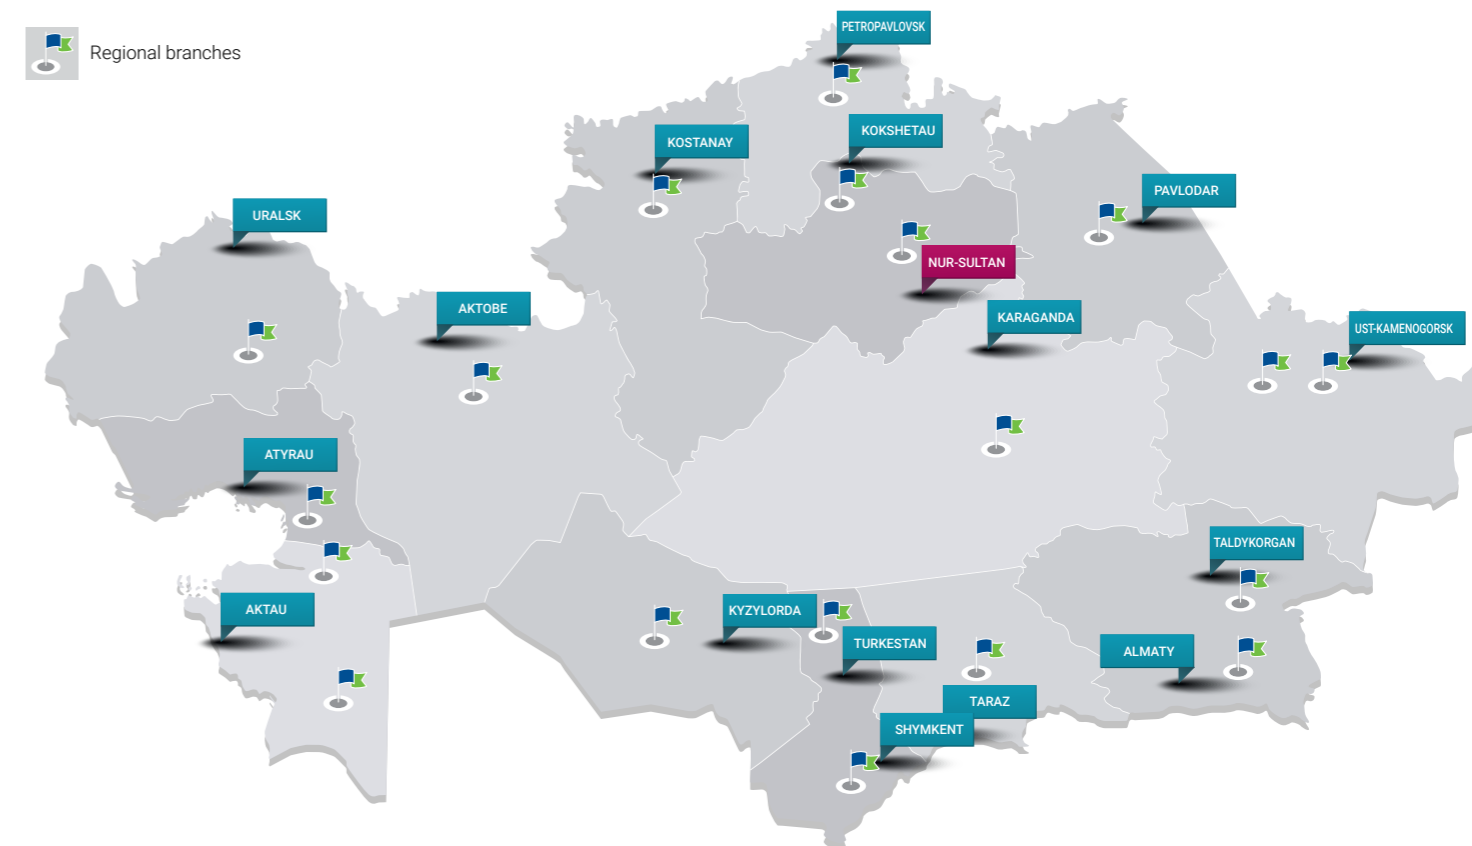 Regional branches
PETROPAVLOVSK
KOSTANAY
KOKSHETAU
PAVLODAR
URALSK
NUR-SULTAN
AKTOBE
KARAGANDA
UST-KAMENOGORSK
ATYRAU
TALDYKORGAN
AKTAU
KYZYLORDA
TURKESTAN
ALMATY
TARAZ
SHYMKENT